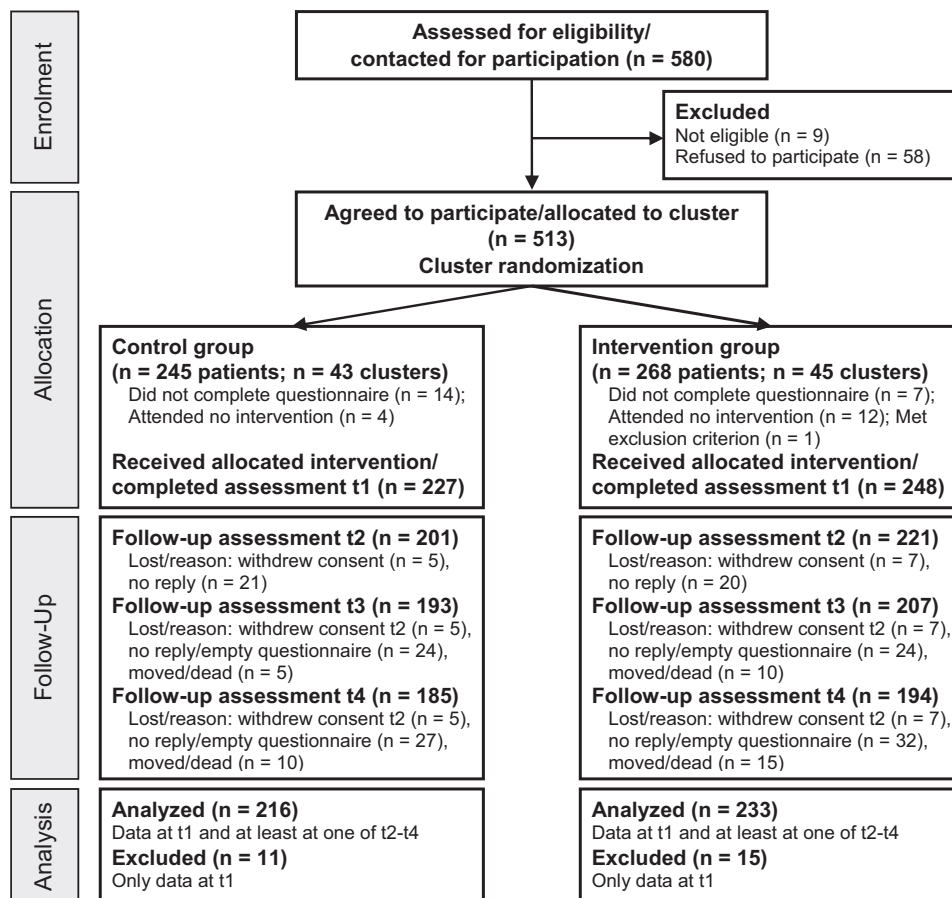 Enrolment
Assessed for eligibility/
contacted for participation (n = 580)
Excluded
Not eligible (n = 9)
Refused to participate (n = 58)
Allocation
Agreed to participate/allocated to cluster
(n = 513)
Cluster randomization
Control group
(n = 245 patients; n = 43 clusters)
Did not complete questionnaire (n = 14);
Attended no intervention (n = 4)
Received allocated intervention/
completed assessment t1 (n = 227)
Intervention group
(n = 268 patients; n = 45 clusters)
Did not complete questionnaire (n = 7);
Attended no intervention (n = 12); Met
exclusion criterion (n = 1)
Received allocated intervention/
completed assessment t1 (n = 248)
Follow-Up
Follow-up assessment t2 (n = 201)
Lost/reason: withdrew consent (n = 5),
no reply (n = 21)
Follow-up assessment t3 (n = 193)
Lost/reason: withdrew consent t2 (n = 5),
no reply/empty questionnaire (n = 24),
moved/dead (n = 5)
Follow-up assessment t4 (n = 185)
Lost/reason: withdrew consent t2 (n = 5),
no reply/empty questionnaire (n = 27),
moved/dead (n = 10)
Follow-up assessment t2 (n = 221)
Lost/reason: withdrew consent (n = 7),
no reply (n = 20)
Follow-up assessment t3 (n = 207)
Lost/reason: withdrew consent t2 (n = 7),
no reply/empty questionnaire (n = 24),
moved/dead (n = 10)
Follow-up assessment t4 (n = 194)
Lost/reason: withdrew consent t2 (n = 7),
no reply/empty questionnaire (n = 32),
moved/dead (n = 15)
Analysis
Analyzed (n = 216)
Data at t1 and at least at one of t2-t4
Excluded (n = 11)
Only data at t1
Analyzed (n = 233)
Data at t1 and at least at one of t2-t4
Excluded (n = 15)
Only data at t1